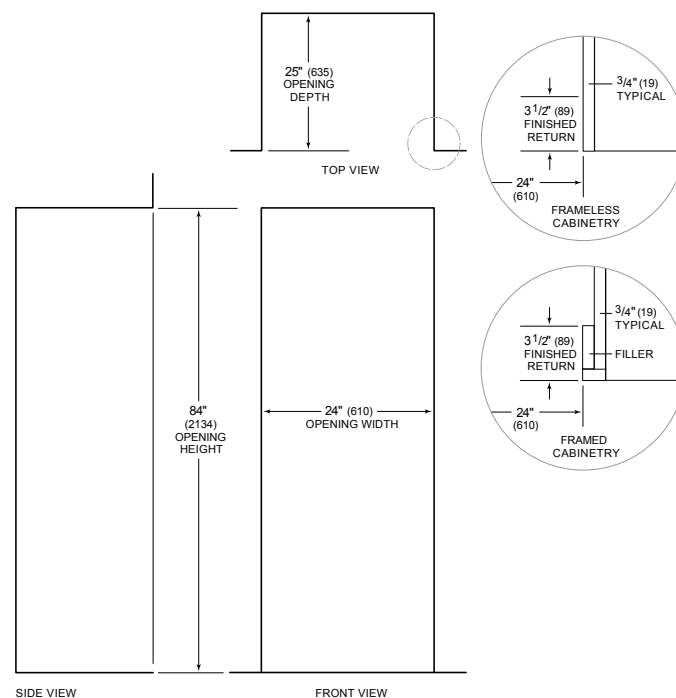 25" (635)
OPENING
DEPTH
TOP VIEW
3/4" (19)
TYPICAL
3 1/2" (89)
FINISHED
RETURN
24"
(610)
FRAMELESS
CABINETRY
3/4" (19)
TYPICAL
3 1/2" (89)
FINISHED
RETURN
FILLER
24"
(610)
FRAMED
CABINETRY
84"
(2134)
OPENING
HEIGHT
24" (610)
OPENING WIDTH
SIDE VIEW
FRONT VIEW